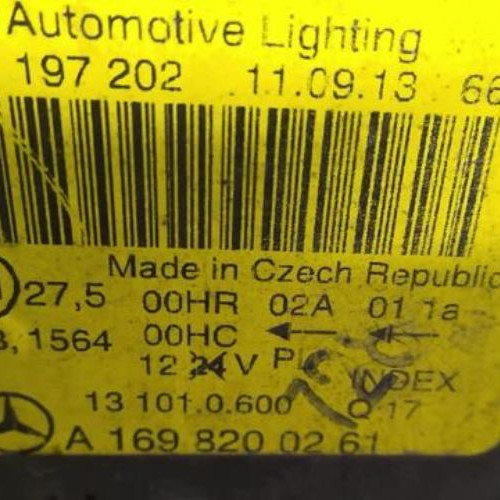 Automotive Lighting
197 202 11.09.13 66
Made in Czech Republic
27,5 00HR 02A 01 1a
, 1564 00HC
12 24 V INDEX
13 101.0.600 Q 17
A 169 820 02 61